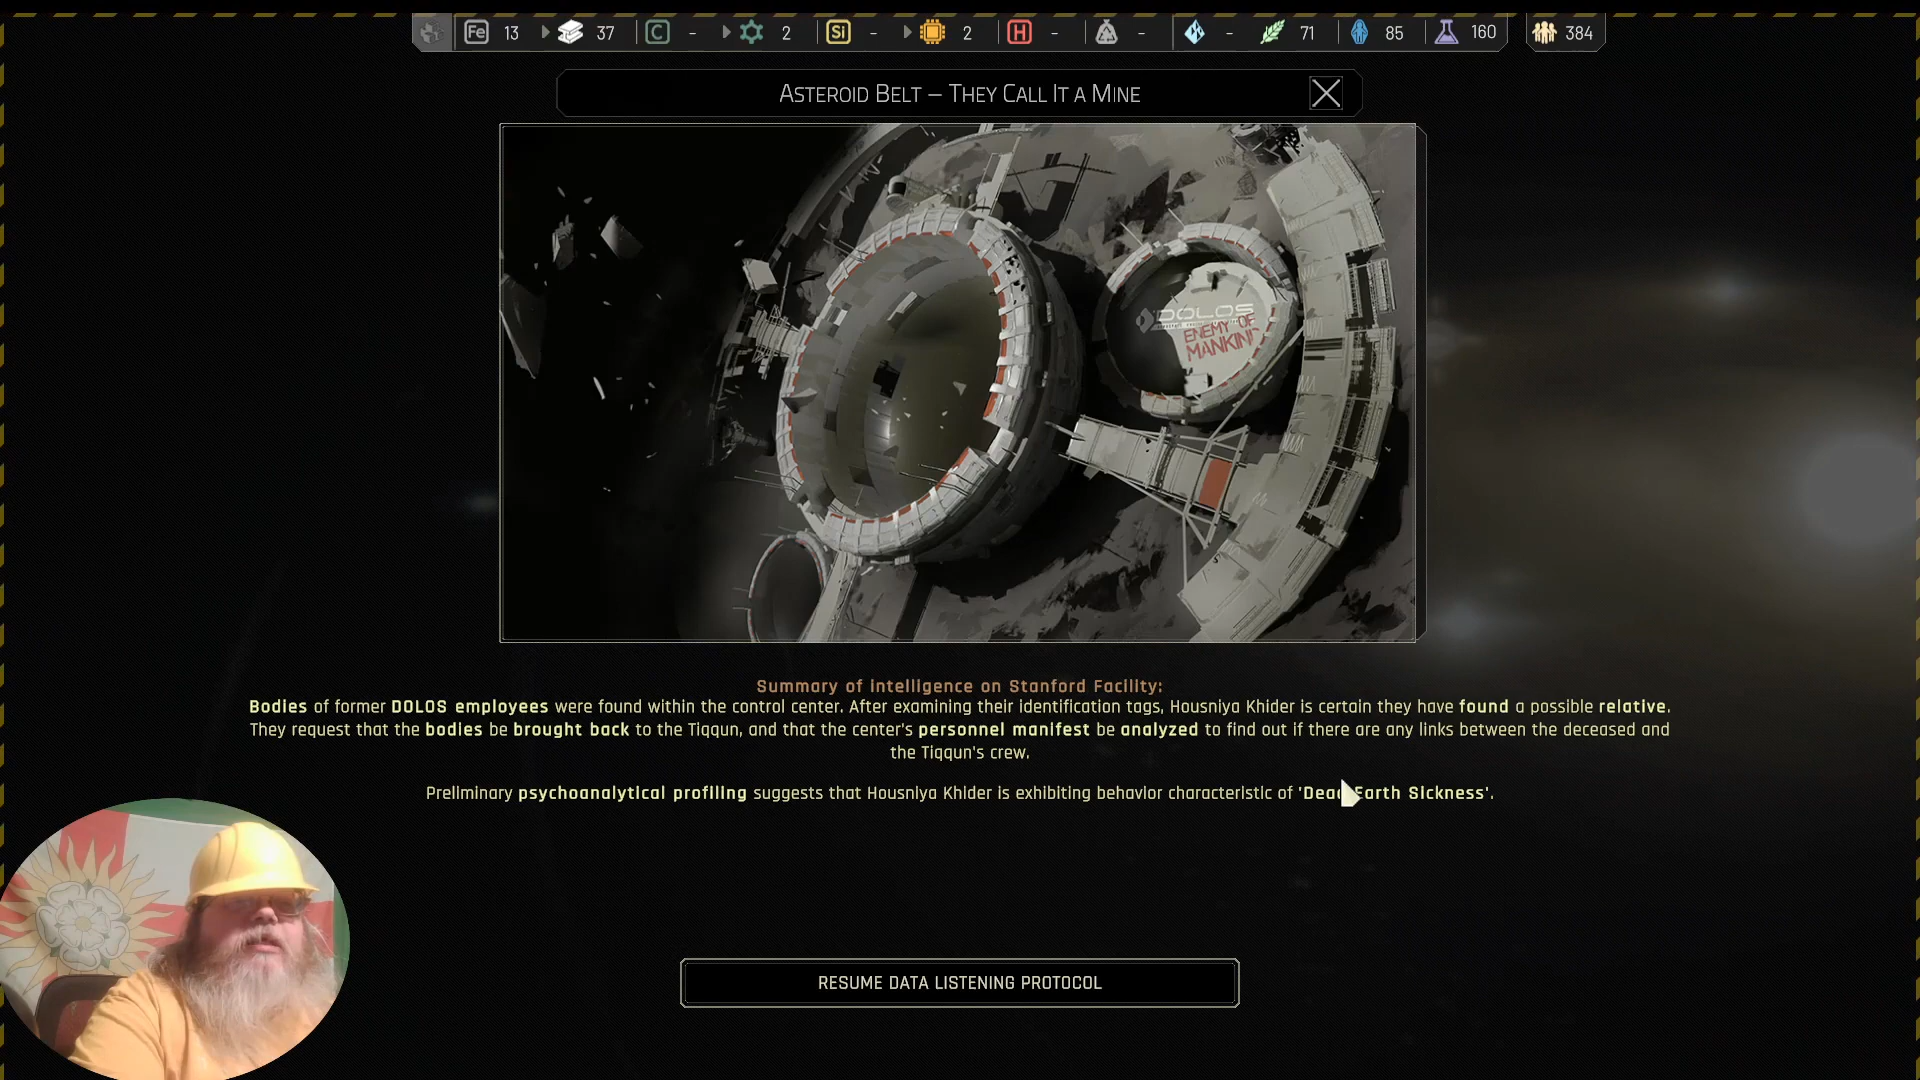 Fe 13 37 C - 2 Si - 2 H - - - 71 85 160 384
ASTEROID BELT – THEY CALL IT A MINE
DOLOS
ENEMY OF
MANKIND
Summary of intelligence on Stanford Facility:
Bodies of former DOLOS employees were found within the control center. After examining their identification tags, Housniya Khider is certain they have found a possible relative.
They request that the bodies be brought back to the Tiqqun, and that the center's personnel manifest be analyzed to find out if there are any links between the deceased and
the Tiqqun's crew.
Preliminary psychoanalytical profiling suggests that Housniya Khider is exhibiting behavior characteristic of 'Dead Earth Sickness'.
RESUME DATA LISTENING PROTOCOL